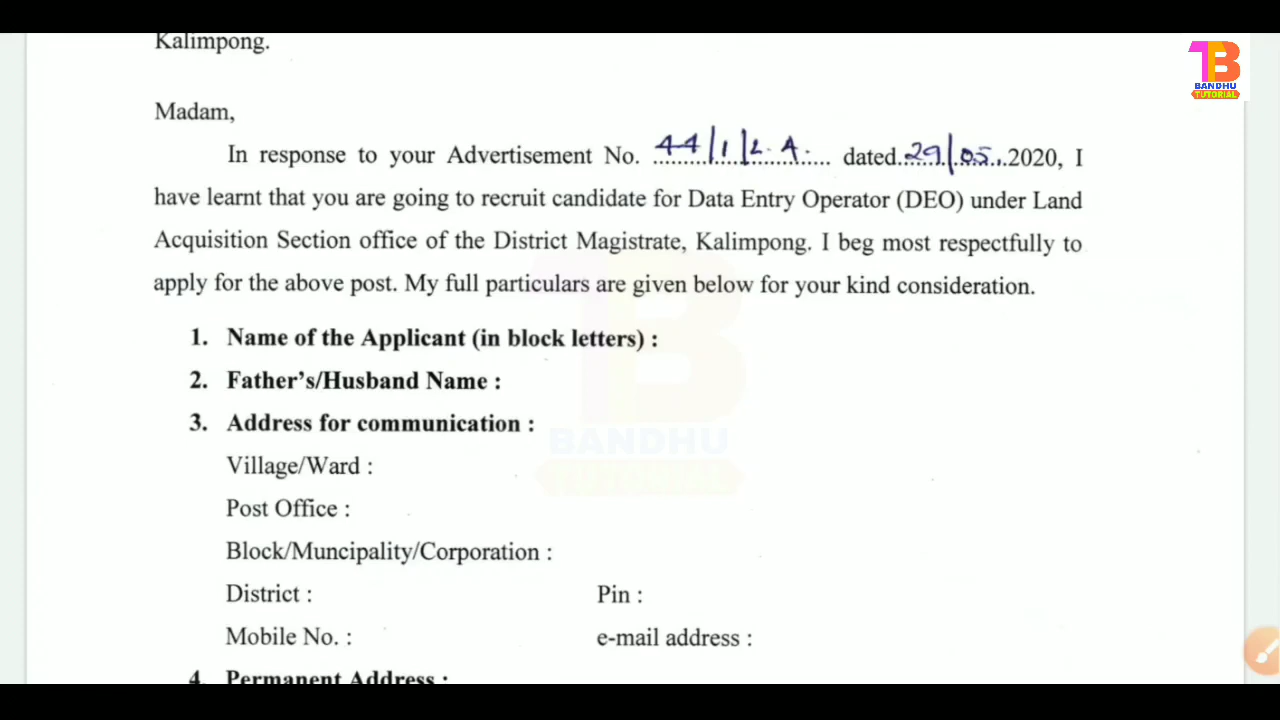 Kalimpong.
TB
BANDHU
TUTORIAL
Madam,
In response to your Advertisement No. 44/1/L.A. dated 29/05 2020, I
have learnt that you are going to recruit candidate for Data Entry Operator (DEO) under Land
Acquisition Section office of the District Magistrate, Kalimpong. I beg most respectfully to
apply for the above post. My full particulars are given below for your kind consideration.
1. Name of the Applicant (in block letters) :
2. Father's/Husband Name :
3. Address for communication :
BANDHU
TUTORIAL
Village/Ward :
Post Office :
Block/Muncipality/Corporation :
District : Pin :
Mobile No. : e-mail address :
4. Permanent Address :